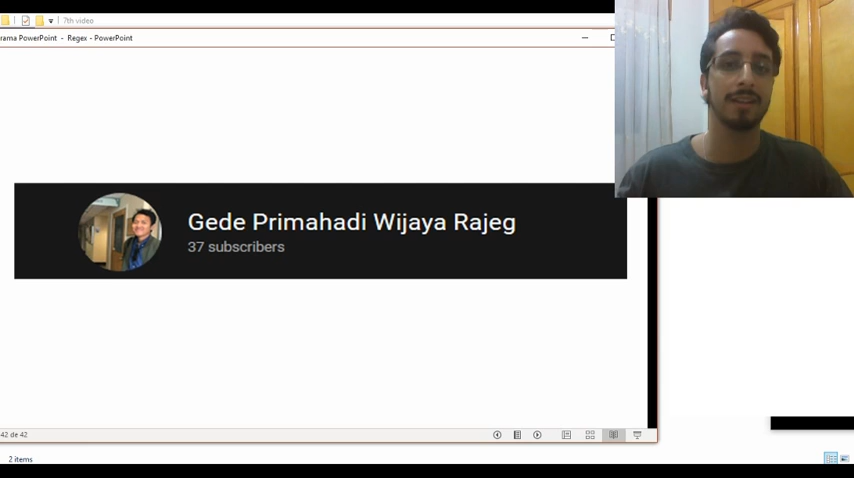 7th video
rama PowerPoint - Regex - PowerPoint
Gede Primahadi Wijaya Rajeg
37 subscribers
42 de 42
2 items